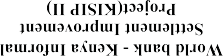 World bank - Kenya Informal
Settlement Improvement
Project(KISIP II)